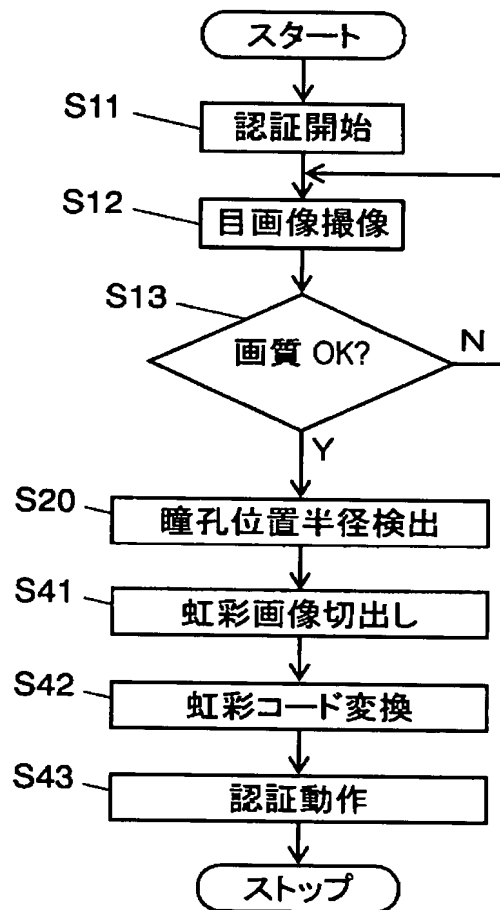 スタート
S11
認証開始
S12
目画像撮像
S13
画質 OK?
N
Y
S20
瞳孔位置半径検出
S41
虹彩画像切出し
S42
虹彩コード変換
S43
認証動作
ストップ